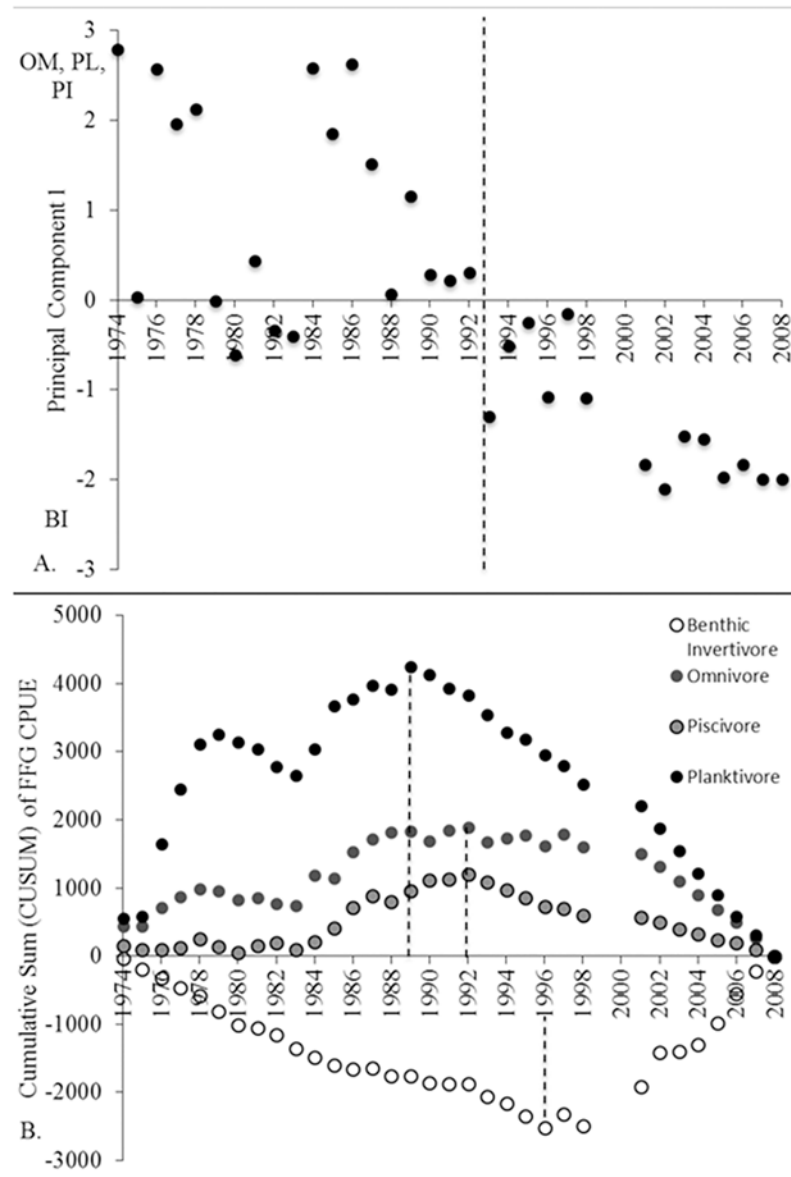 3
OM, PL,
PI
2
1
0
-1
-2
-3
Principal Component 1
1974 1976 1978 1980 1982 1984 1986 1988 1990 1992 1994 1996 1998 2000 2002 2004 2006 2008
BI
A.
5000
4000
3000
2000
1000
0
-1000
-2000
-3000
Cumulative Sum (CUSUM) of FFG CPUE
Benthic
Invertivore
Omnivore
Piscivore
Planktivore
1974 1976 1978 1980 1982 1984 1986 1988 1990 1992 1994 1996 1998 2000 2002 2004 2006 2008
B.